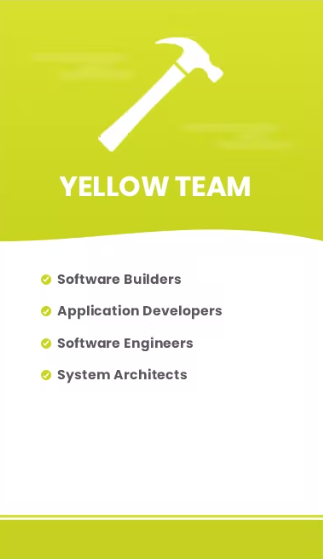 YELLOW TEAM
Software Builders
Application Developers
Software Engineers
System Architects